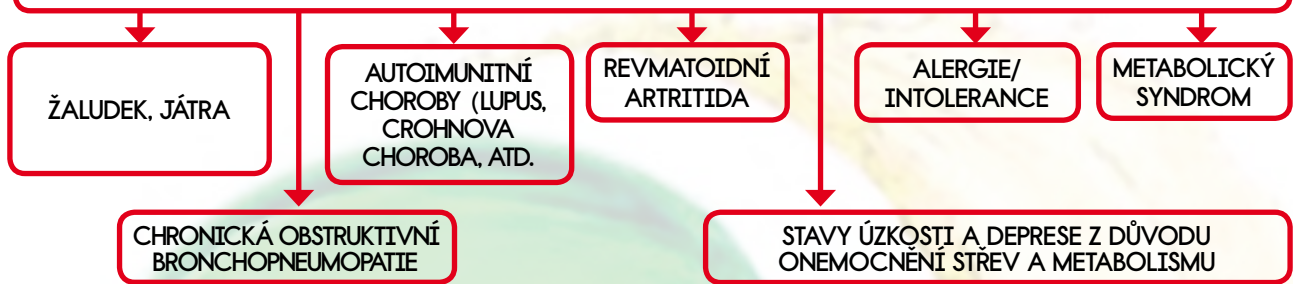 ŽALUDEK, JÁTRA
AUTOIMUNITNÍ
CHOROBY (LUPUS,
CROHNOVA
CHOROBA, ATD.
REVMATOIDNÍ
ARTRITIDA
ALERGIE/
INTOLERANCE
METABOLICKÝ
SYNDROM
CHRONICKÁ OBSTRUKTIVNÍ
BRONCHOPNEUMOPATIE
STAVY ÚZKOSTI A DEPRESE Z DŮVODU
ONEMOCNĚNÍ STŘEV A METABOLISMU